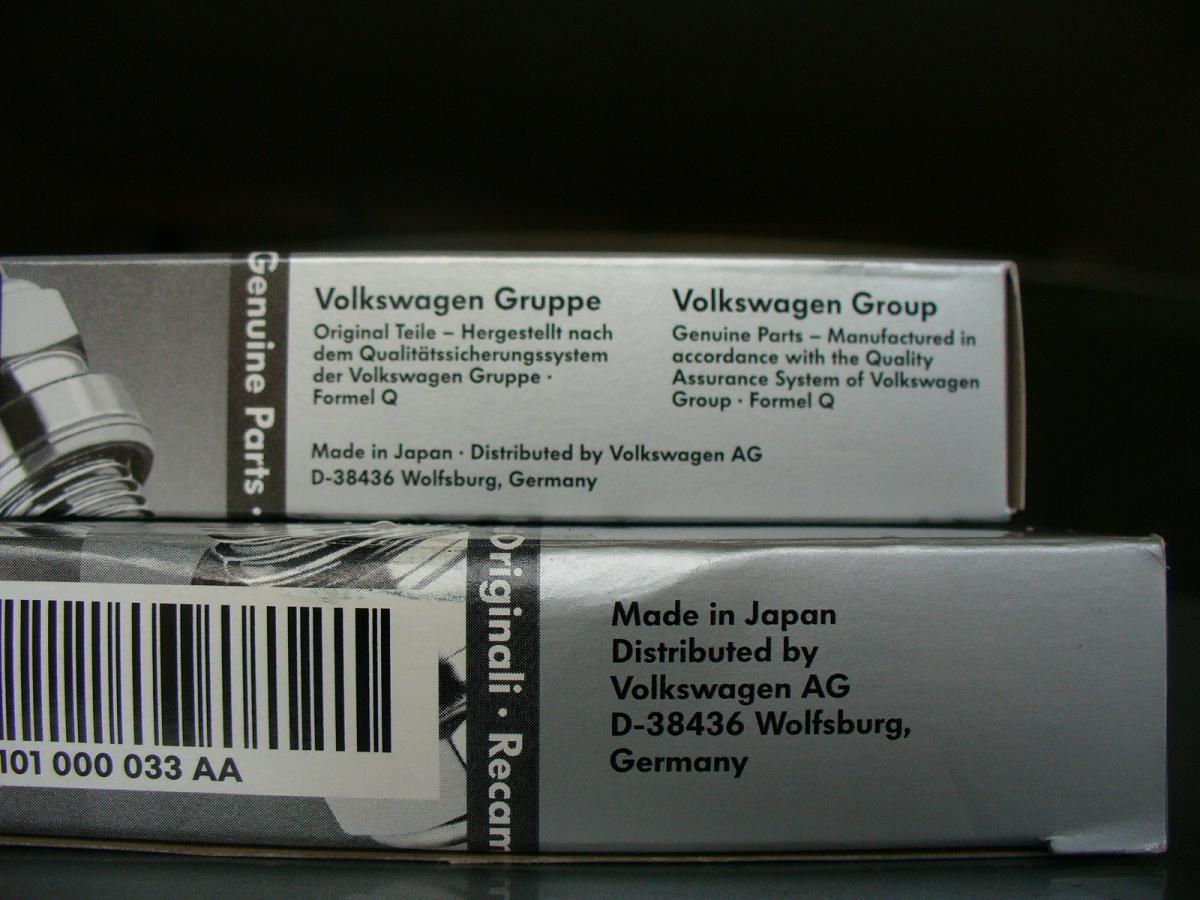 Genuine Parts ·
Volkswagen Gruppe
Original Teile – Hergestellt nach
dem Qualitätssicherungssystem
der Volkswagen Gruppe ·
Formel Q
Volkswagen Group
Genuine Parts – Manufactured in
accordance with the Quality
Assurance System of Volkswagen
Group · Formel Q
Made in Japan · Distributed by Volkswagen AG
D-38436 Wolfsburg, Germany
101 000 033 AA
Originali · Recam
Made in Japan
Distributed by
Volkswagen AG
D-38436 Wolfsburg,
Germany